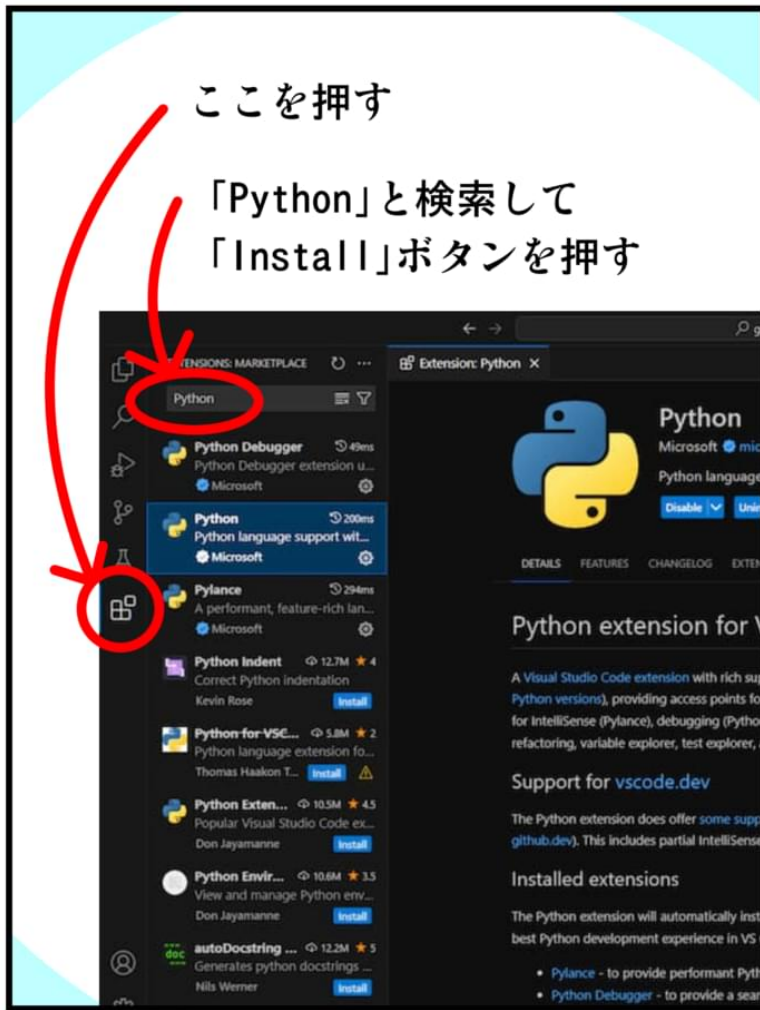 ここを押す
「Python」と検索して
「Install」ボタンを押す
EXTENSIONS: MARKETPLACE
Python
Python Debugger 49ms
Python Debugger extension u...
Microsoft
Python 200ms
Python language support wit...
Microsoft
Pylance 294ms
A performant, feature-rich lan...
Microsoft
Python Indent 12.7M ★ 4
Correct Python indentation
Kevin Rose Install
Python for VSC... 5.8M ★ 2
Python language extension fo...
Thomas Haakon T... Install
Python Exten... 10.5M ★ 4.5
Popular Visual Studio Code ex...
Don Jayamanne Install
Python Envir... 10.6M ★ 3.5
View and manage Python env...
Don Jayamanne Install
doc
autoDocstring ... 12.2M ★ 5
Generates python docstrings ...
Nils Werner Install
Extension: Python
Python
Microsoft
Python language
Disable
DETAILS FEATURES CHANGELOG
Python extension for
A Visual Studio Code extension with rich
Python versions), providing access points
for IntelliSense (Pylance), debugging
refactoring, variable explorer, test explorer,
Support for vscode.dev
The Python extension does offer some
github.dev). This includes partial
Installed extensions
The Python extension will automatically
best Python development experience in VS
• Pylance - to provide performant
• Python Debugger - to provide a